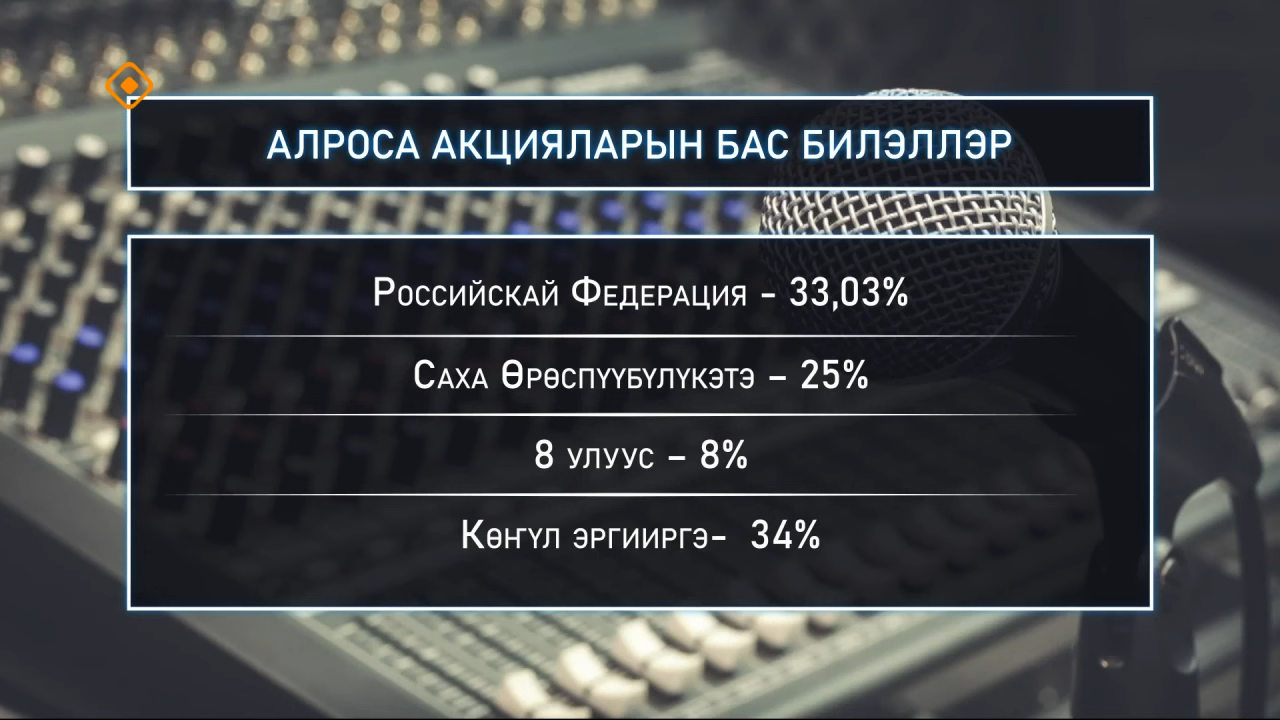 АЛРОСА АКЦИЯЛАРЫН БАС БИЛЭЛЛЭР
Российскай Федерация – 33,03%
Саха Өрөспүүбүлүкэтэ – 25%
8 улуус – 8%
Көҥүл эргииргэ- 34%